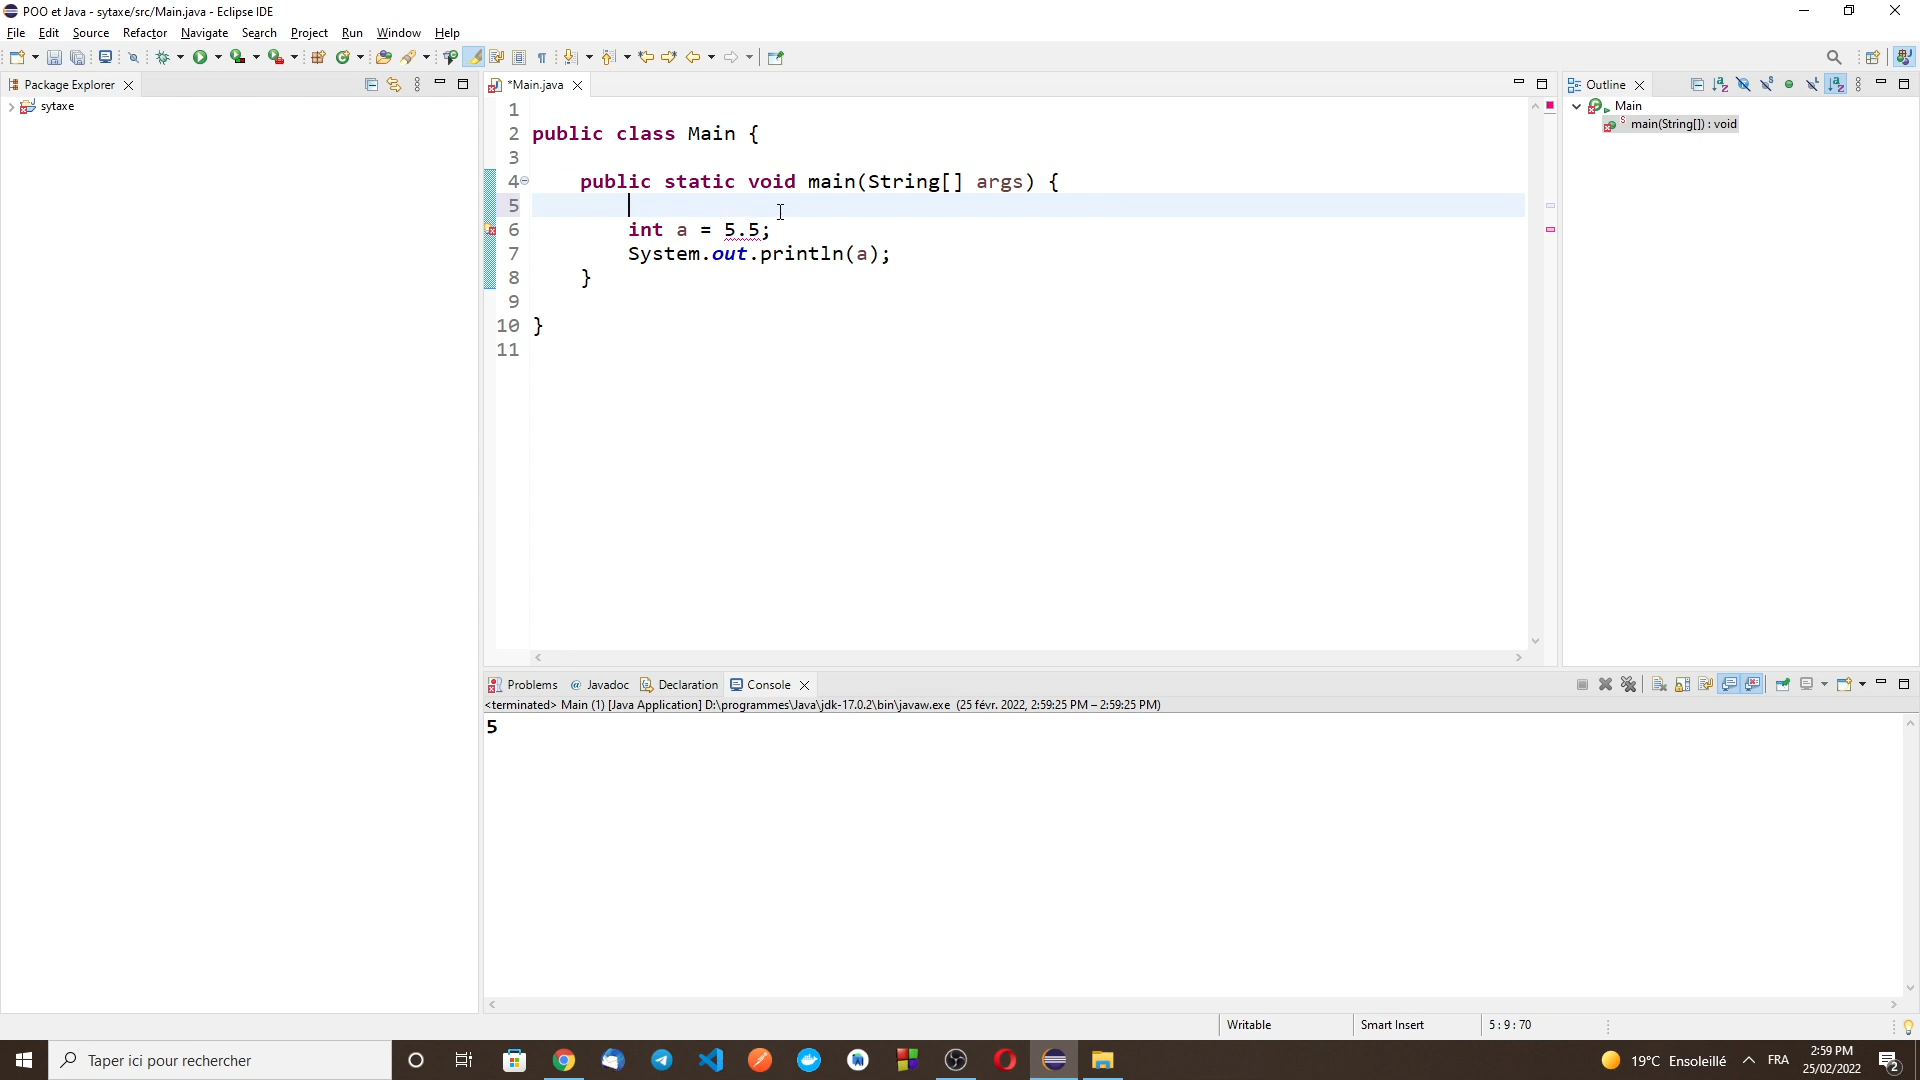 POO et Java - sytaxe/src/Main.java - Eclipse IDE
File Edit Source Refactor Navigate Search Project Run Window Help
Package Explorer
sytaxe
*Main.java
1
2 public class Main {
3
4 public static void main(String[] args) {
5
6 int a = 5.5;
7 System.out.println(a);
8 }
9
10 }
11
Outline
Main
main(String[]) : void
Problems Javadoc Declaration Console
<terminated> Main (1) [Java Application] D:\programmes\Java\jdk-17.0.2\bin\javaw.exe (25 févr. 2022, 2:59:25 PM – 2:59:25 PM)
5
Writable Smart Insert 5 : 9 : 70
Taper ici pour rechercher
19°C Ensoleillé FRA 2:59 PM
25/02/2022
2